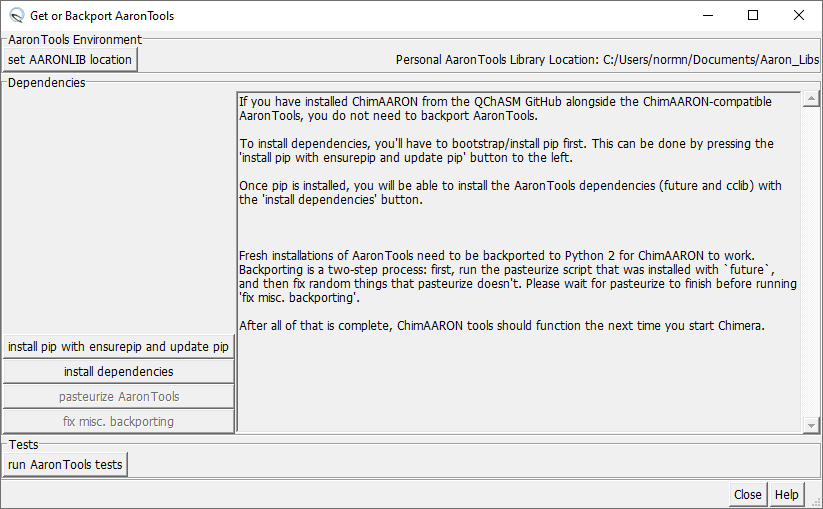 Get or Backport AaronTools
AaronTools Environment
set AARONLIB location
Personal AaronTools Library Location: C:/Users/normn/Documents/Aaron_Libs
Dependencies
If you have installed ChimAARON from the QChASM GitHub alongside the ChimAARON-compatible
AaronTools, you do not need to backport AaronTools.
To install dependencies, you'll have to bootstrap/install pip first. This can be done by pressing the
'install pip with ensurepip and update pip' button to the left.
Once pip is installed, you will be able to install the AaronTools dependencies (future and cclib) with
the 'install dependencies' button.
Fresh installations of AaronTools need to be backported to Python 2 for ChimAARON to work.
Backporting is a two-step process: first, run the pasteurize script that was installed with `future`,
and then fix random things that pasteurize doesn't. Please wait for pasteurize to finish before running
'fix misc. backporting'.
After all of that is complete, ChimAARON tools should function the next time you start Chimera.
install pip with ensurepip and update pip
install dependencies
pasteurize AaronTools
fix misc. backporting
Tests
run AaronTools tests
Close
Help